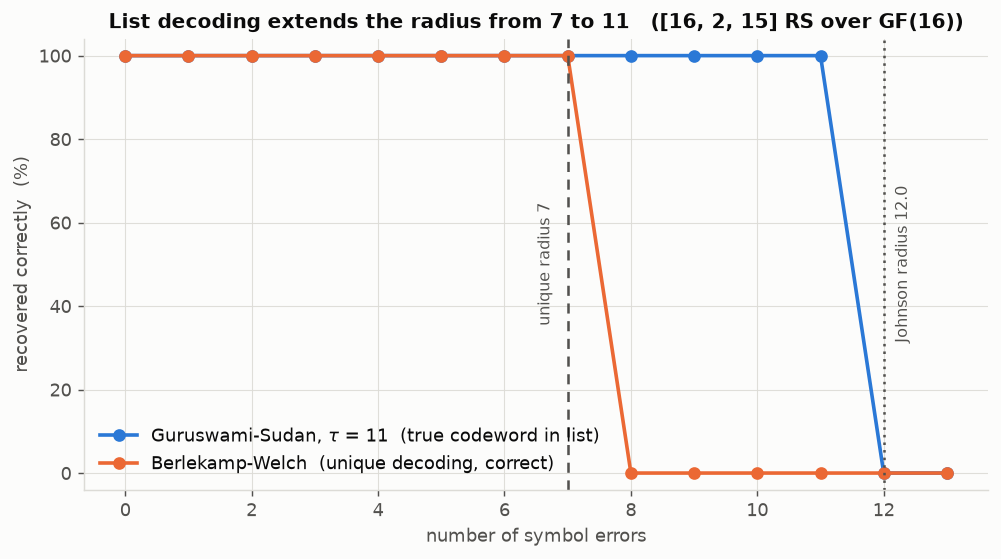 List decoding extends the radius from 7 to 11   ([16, 2, 15] RS over GF(16))
recovered correctly  (%)
100
80
60
40
20
0
unique radius 7
Johnson radius 12.0
Guruswami-Sudan, τ = 11  (true codeword in list)
Berlekamp-Welch  (unique decoding, correct)
0 2 4 6 8 10 12
number of symbol errors